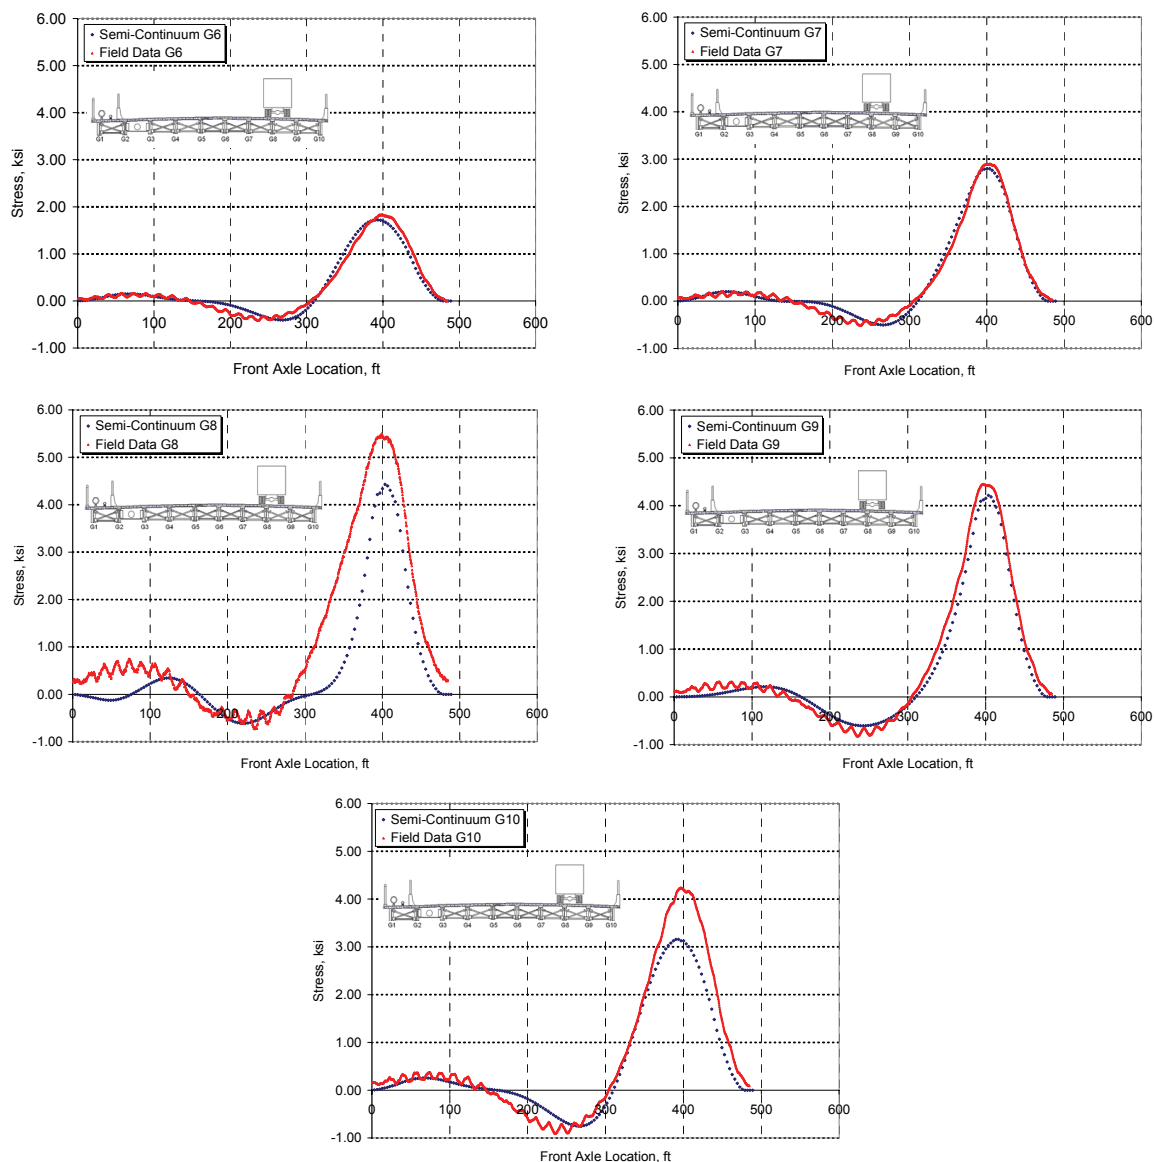 6.00
5.00
4.00
3.00
2.00
1.00
0.00
-1.00
Stress, ksi
Semi-Continuum G6
Field Data G6
G1 G2 G3 G4 G5 G6 G7 G8 G9 G10
0 100 200 300 400 500 600
Front Axle Location, ft
6.00
5.00
4.00
3.00
2.00
1.00
0.00
-1.00
Stress, ksi
Semi-Continuum G7
Field Data G7
G1 G2 G3 G4 G5 G6 G7 G8 G9 G10
0 100 200 300 400 500 600
Front Axle Location, ft
6.00
5.00
4.00
3.00
2.00
1.00
0.00
-1.00
Stress, ksi
Semi-Continuum G8
Field Data G8
G1 G2 G3 G4 G5 G6 G7 G8 G9 G10
0 100 200 300 400 500 600
Front Axle Location, ft
6.00
5.00
4.00
3.00
2.00
1.00
0.00
-1.00
Stress, ksi
Semi-Continuum G9
Field Data G9
G1 G2 G3 G4 G5 G6 G7 G8 G9 G10
0 100 200 300 400 500 600
Front Axle Location, ft
6.00
5.00
4.00
3.00
2.00
1.00
0.00
-1.00
Stress, ksi
Semi-Continuum G10
Field Data G10
G1 G2 G3 G4 G5 G6 G7 G8 G9 G10
0 100 200 300 400 500 600
Front Axle Location, ft